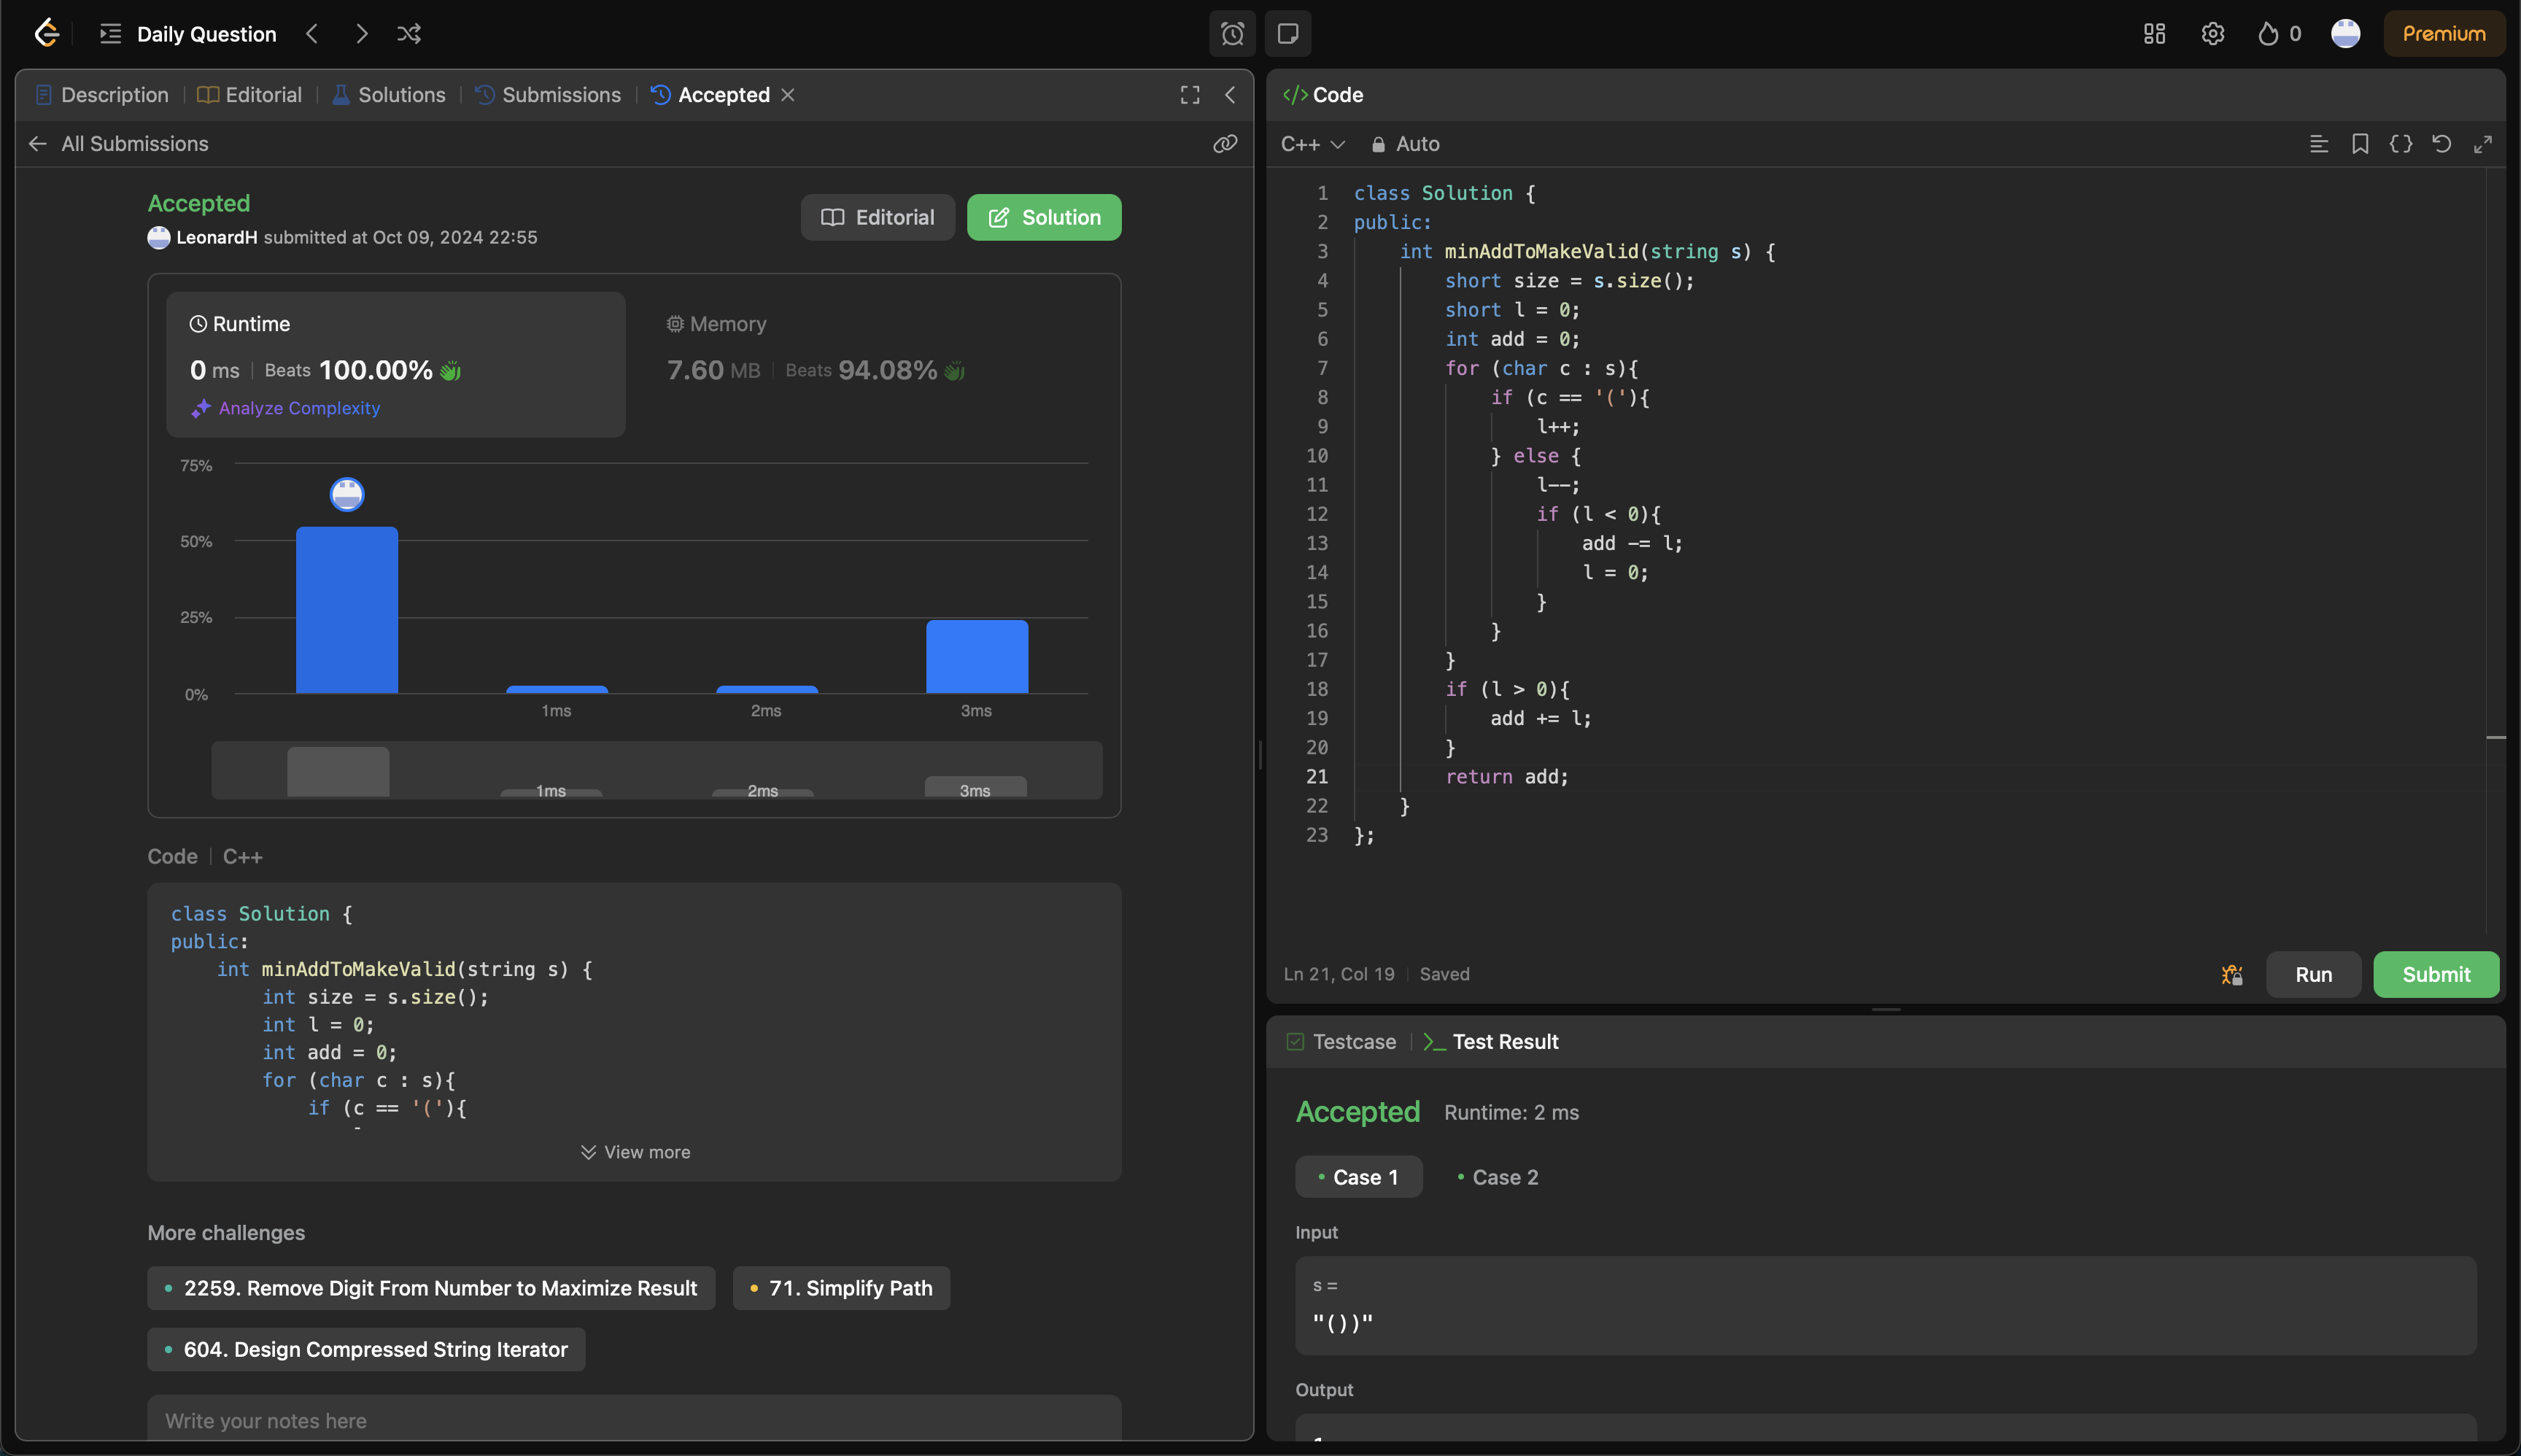 Daily Question
0
Premium
Description
Editorial
Solutions
Submissions
Accepted
All Submissions
Accepted
LeonardH submitted at Oct 09, 2024 22:55
Editorial
Solution
Runtime
0 ms
Beats 100.00%
Analyze Complexity
Memory
7.60 MB
Beats 94.08%
75%
50%
25%
0%
1ms
2ms
3ms
1ms
2ms
3ms
Code
C++
class Solution {
public:
    int minAddToMakeValid(string s) {
        int size = s.size();
        int l = 0;
        int add = 0;
        for (char c : s){
            if (c == '('){
View more
More challenges
2259. Remove Digit From Number to Maximize Result
71. Simplify Path
604. Design Compressed String Iterator
Write your notes here
</> Code
C++
Auto
1 class Solution {
2 public:
3     int minAddToMakeValid(string s) {
4         short size = s.size();
5         short l = 0;
6         int add = 0;
7         for (char c : s){
8             if (c == '('){
9                 l++;
10             } else {
11                 l--;
12                 if (l < 0){
13                     add -= l;
14                     l = 0;
15                 }
16             }
17         }
18         if (l > 0){
19             add += l;
20         }
21         return add;
22     }
23 };
Ln 21, Col 19
Saved
Run
Submit
Testcase
>_ Test Result
Accepted
Runtime: 2 ms
Case 1
Case 2
Input
s =
"())"
Output